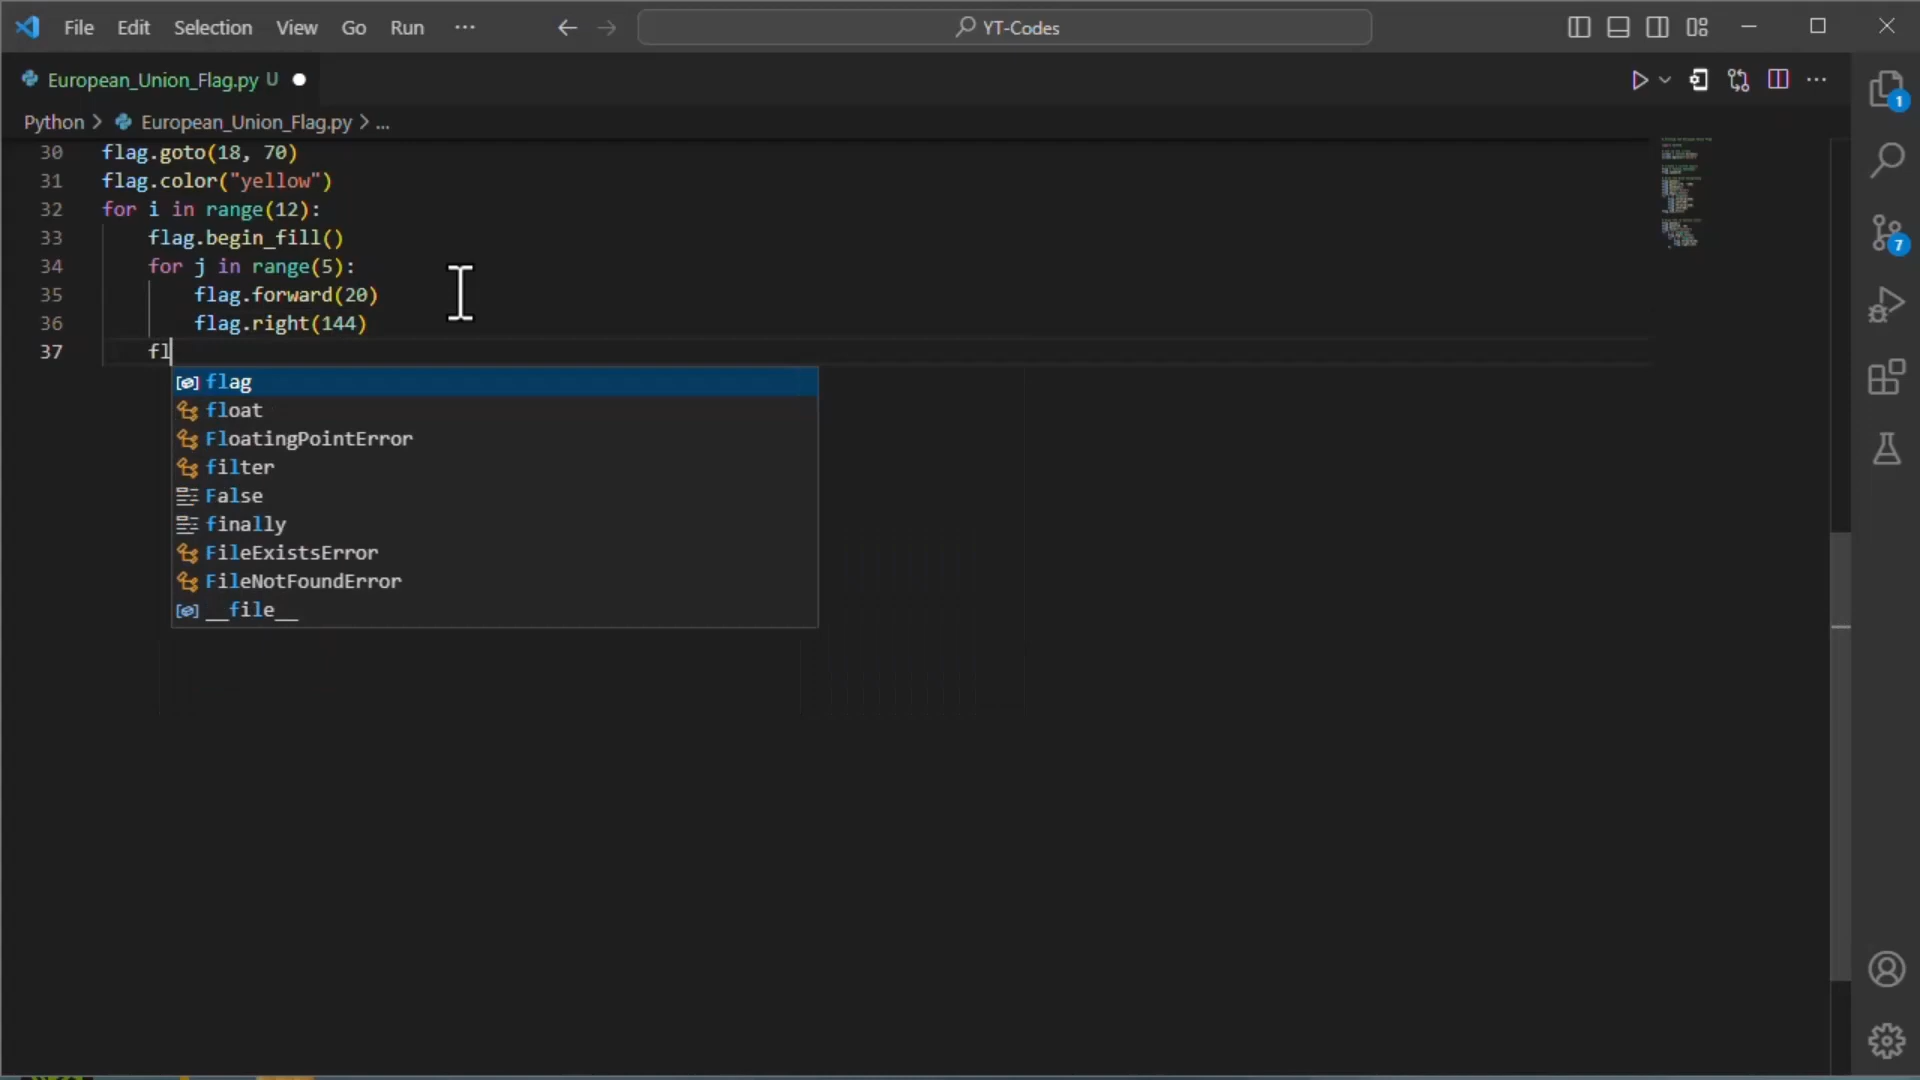 File Edit Selection View Go Run ···
YT-Codes
European_Union_Flag.py U
Python > European_Union_Flag.py > ...
30 flag.goto(18, 70)
31 flag.color("yellow")
32 for i in range(12):
33 flag.begin_fill()
34 for j in range(5):
35 flag.forward(20)
36 flag.right(144)
37 fl
flag
float
FloatingPointError
filter
False
finally
FileExistsError
FileNotFoundError
__file__
1
7